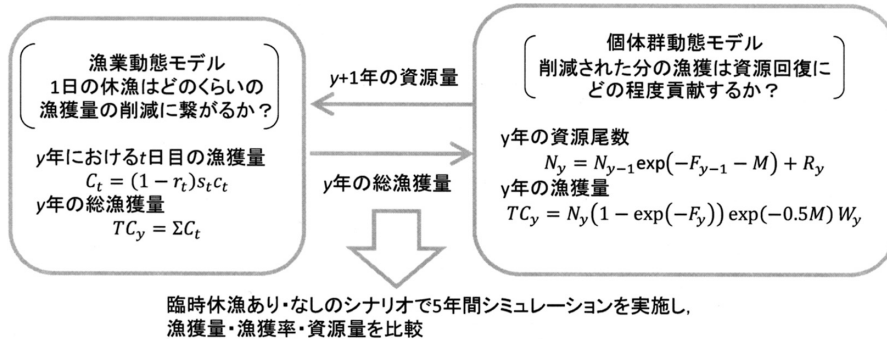 漁業動態モデル
1日の休漁はどのくらいの
漁獲量の削減に繋がるか？
y年におけるt日目の漁獲量
C_t = (1 − r_t)s_t c_t
y年の総漁獲量
TC_y = ΣC_t
y+1年の資源量
y年の総漁獲量
個体群動態モデル
削減された分の漁獲は資源回復に
どの程度貢献するか？
y年の資源尾数
N_y = N_{y−1}exp(−F_{y−1} − M) + R_y
y年の漁獲量
TC_y = N_y(1 − exp(−F_y)) exp(−0.5M) W_y
臨時休漁あり・なしのシナリオで5年間シミュレーションを実施し，
漁獲量・漁獲率・資源量を比較